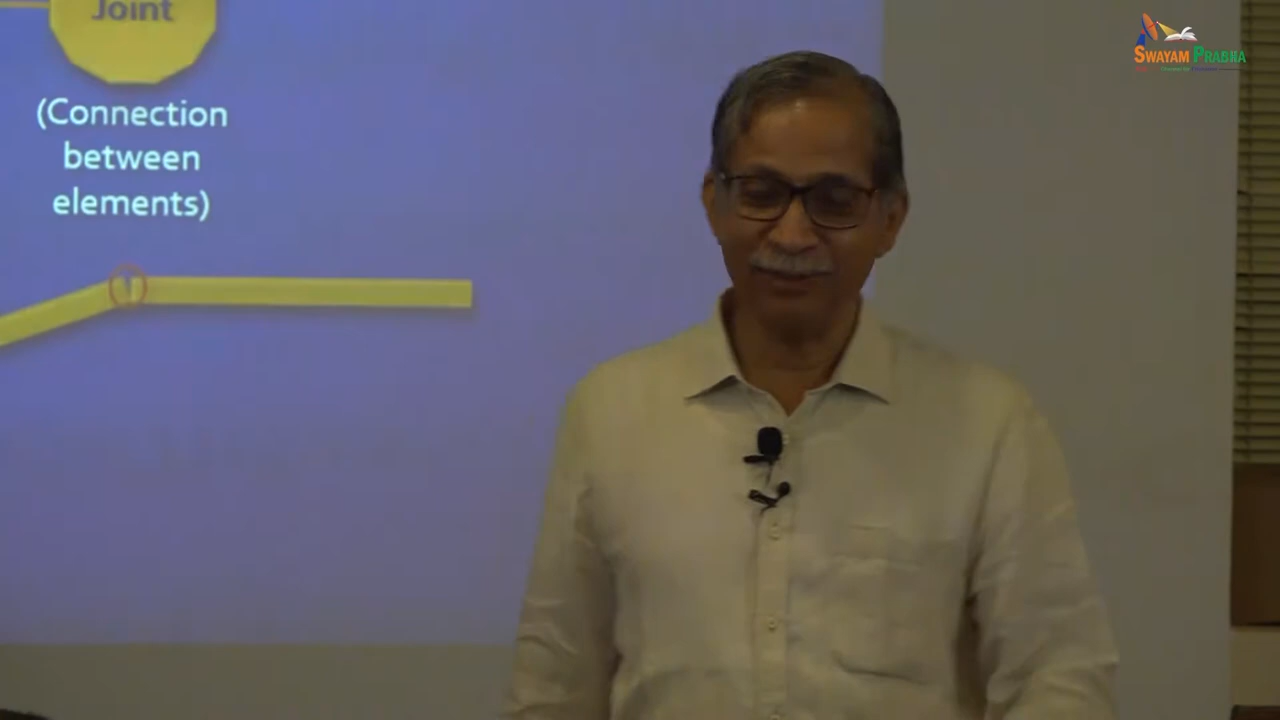 Joint
(Connection
between
elements)
SWAYAM PRABHA